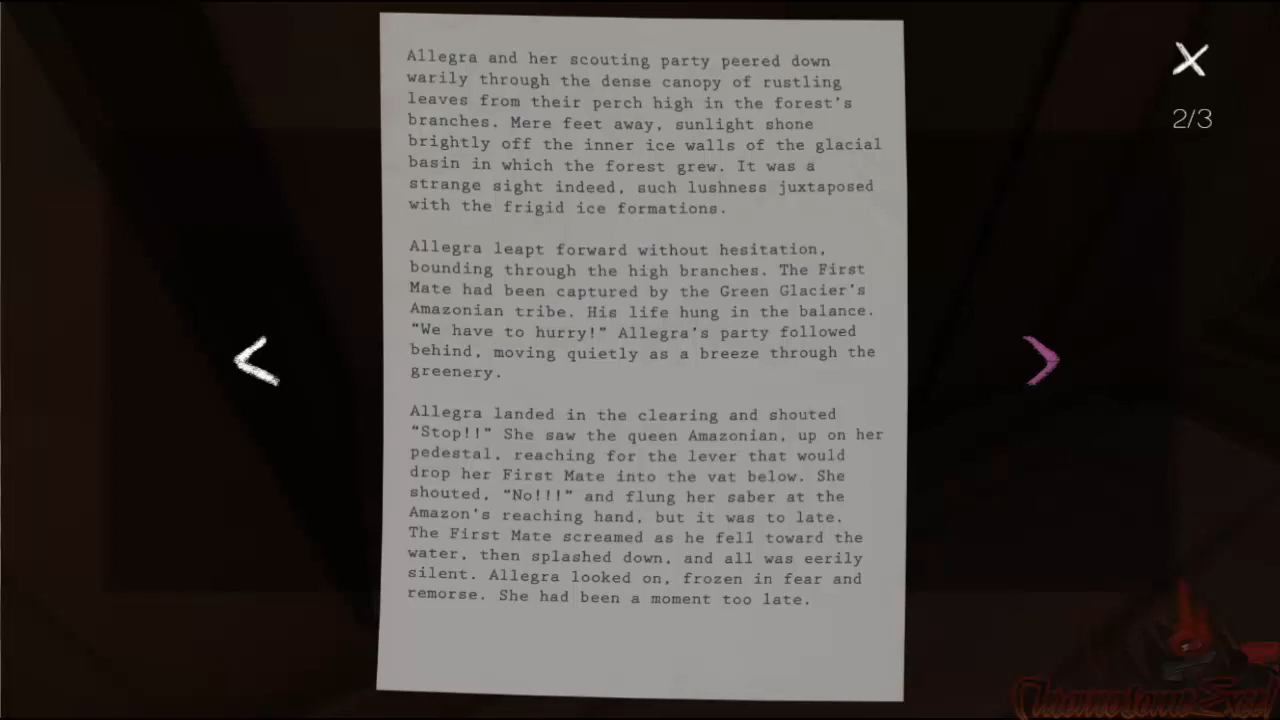 Allegra and her scouting party peered down
warily through the dense canopy of rustling
leaves from their perch high in the forest's
branches. Mere feet away, sunlight shone
brightly off the inner ice walls of the glacial
basin in which the forest grew. It was a
strange sight indeed, such lushness juxtaposed
with the frigid ice formations.
Allegra leapt forward without hesitation,
bounding through the high branches. The First
Mate had been captured by the Green Glacier's
Amazonian tribe. His life hung in the balance.
"We have to hurry!" Allegra's party followed
behind, moving quietly as a breeze through the
greenery.
Allegra landed in the clearing and shouted
"Stop!!" She saw the queen Amazonian, up on her
pedestal, reaching for the lever that would
drop her First Mate into the vat below. She
shouted, "No!!!" and flung her saber at the
Amazon's reaching hand, but it was to late.
The First Mate screamed as he fell toward the
water, then splashed down, and all was eerily
silent. Allegra looked on, frozen in fear and
remorse. She had been a moment too late.
2/3